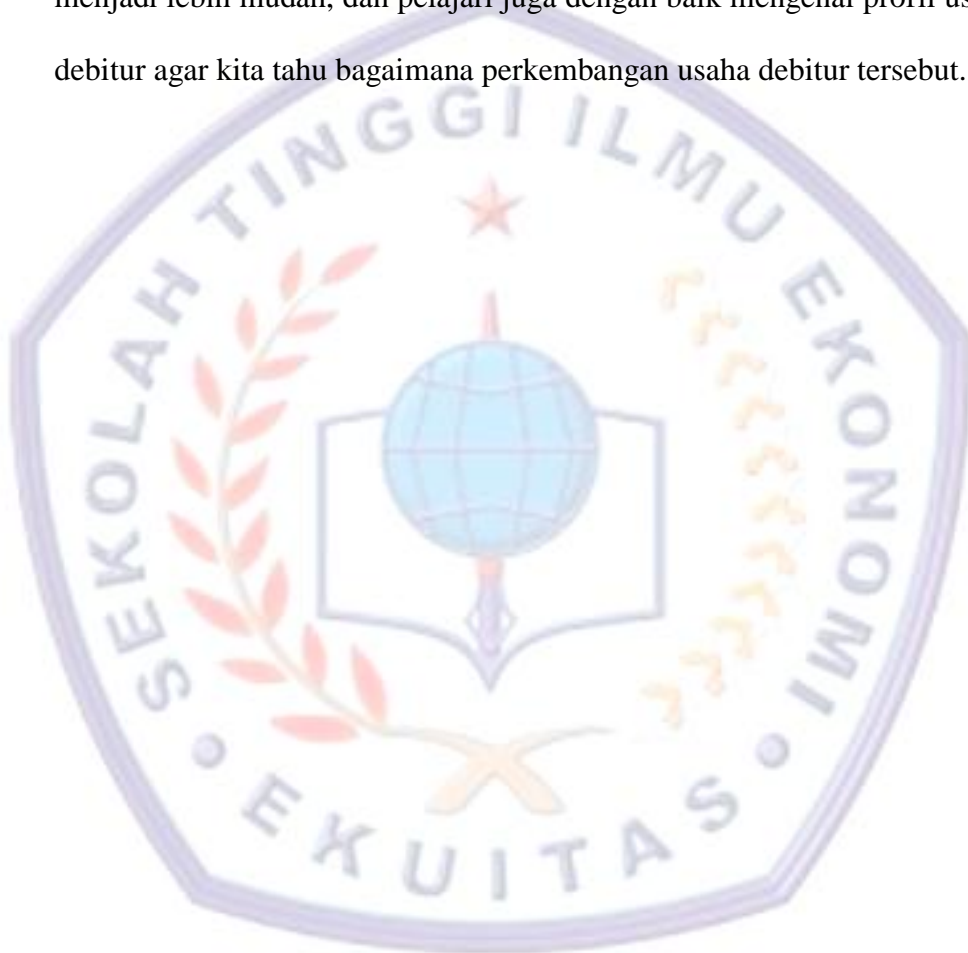 menjadi lebih mudah, dan pelajari juga dengan baik mengenai profil
debitur agar kita tahu bagaimana perkembangan usaha debitur tersebut.
SEKOLAH TINGGI ILMU EKONOMI
EKUITAS